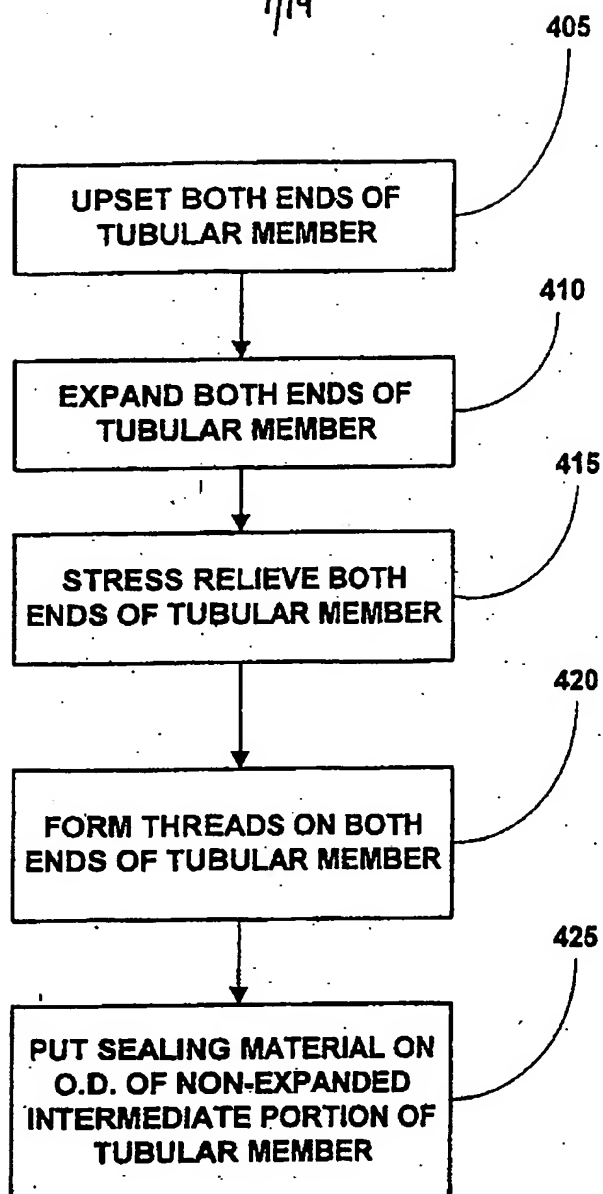 7/19
405
UPSET BOTH ENDS OF
TUBULAR MEMBER
410
EXPAND BOTH ENDS OF
TUBULAR MEMBER
415
STRESS RELIEVE BOTH
ENDS OF TUBULAR MEMBER
420
FORM THREADS ON BOTH
ENDS OF TUBULAR MEMBER
425
PUT SEALING MATERIAL ON
O.D. OF NON-EXPANDED
INTERMEDIATE PORTION OF
TUBULAR MEMBER